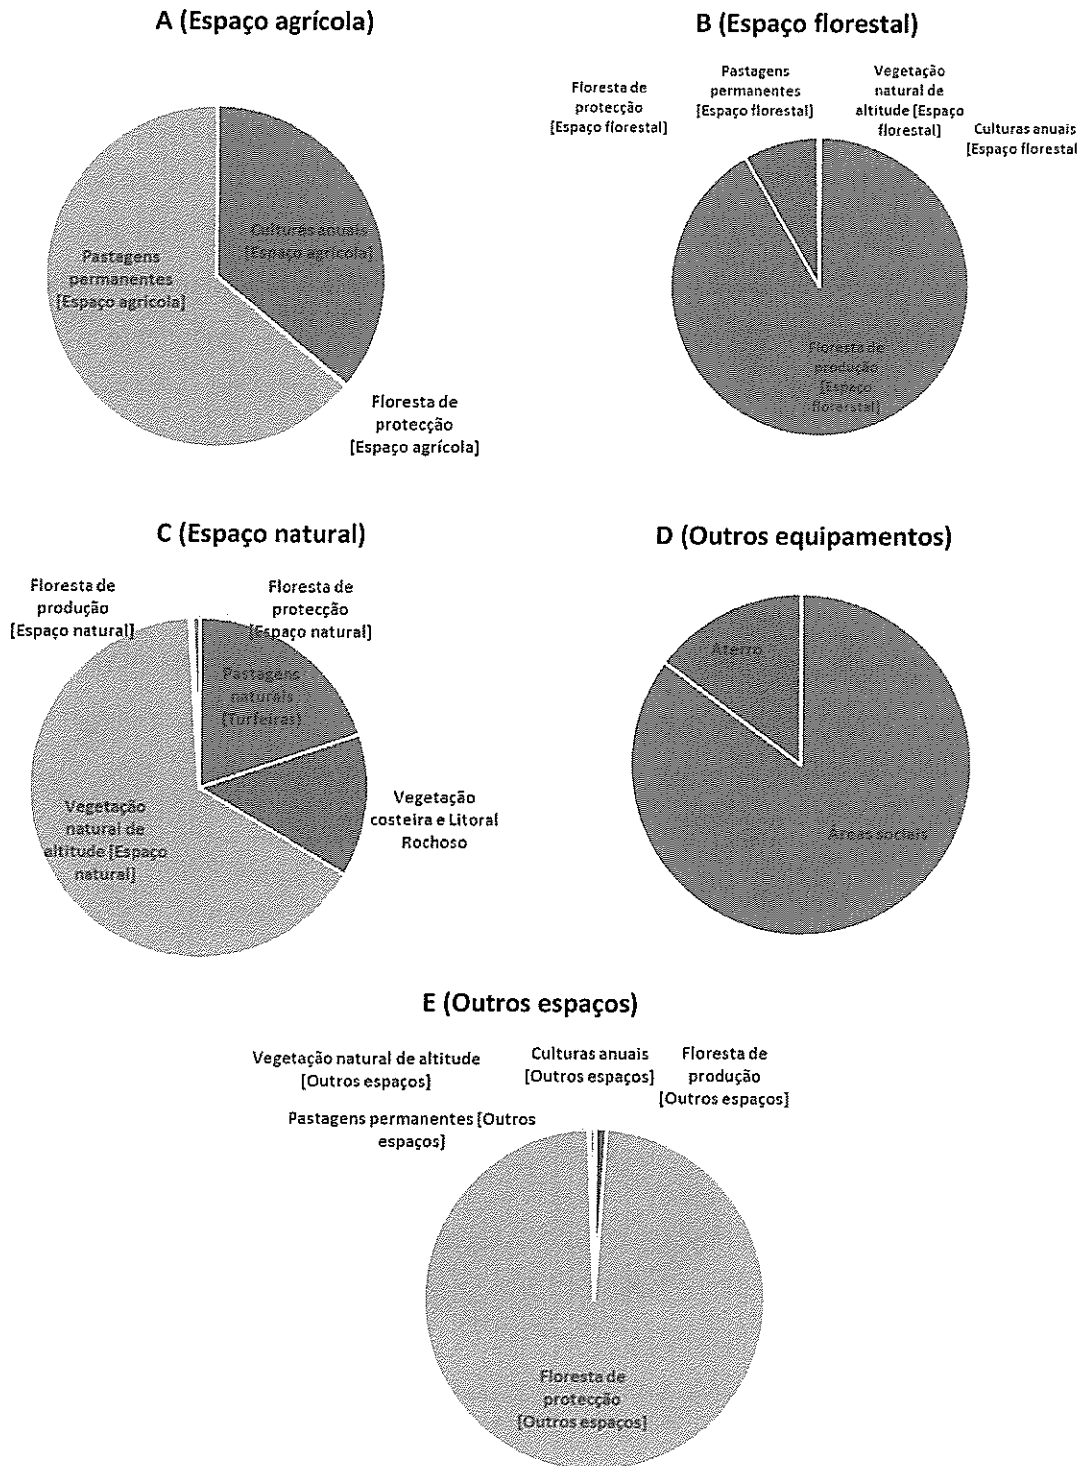 A (Espaço agrícola)
Pastagens
permanentes
[Espaço agrícola]
Culturas anuais
[Espaço agrícola]
Floresta de
protecção
[Espaço agrícola]
B (Espaço florestal)
Floresta de
protecção
[Espaço florestal]
Pastagens
permanentes
[Espaço florestal]
Vegetação
natural de
altitude [Espaço
florestal]
Culturas anuais
[Espaço florestal
Floresta de
produção
[Espaço
florerstal]
C (Espaço natural)
Floresta de
produção
[Espaço natural]
Floresta de
protecção
[Espaço natural]
Pastagens
naturais
(Turfeiras)
Vegetação
costeira e Litoral
Rochoso
Vegetação
natural de
altitude [Espaço
natural]
D (Outros equipamentos)
Aterro
Áreas sociais
E (Outros espaços)
Vegetação natural de altitude
[Outros espaços]
Culturas anuais
[Outros espaços]
Floresta de
produção
[Outros espaços]
Pastagens permanentes [Outros
espaços]
Floresta de
protecção
[Outros espaços]